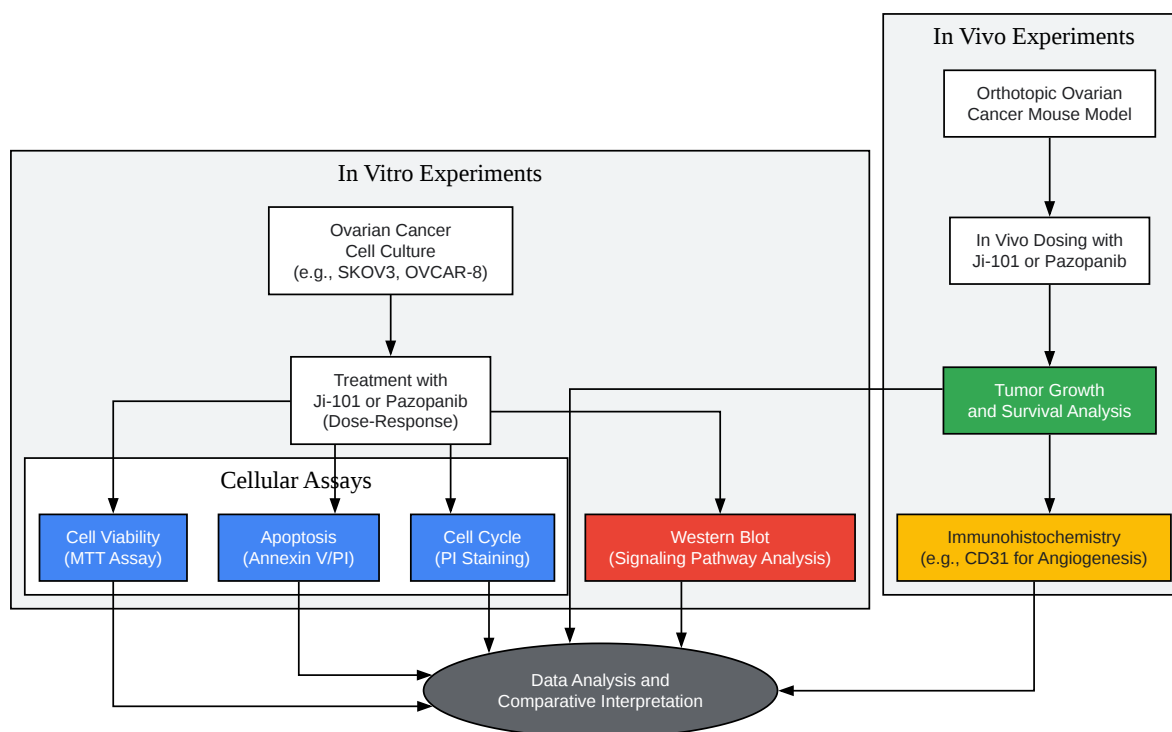 In Vivo Experiments
Orthotopic Ovarian
Cancer Mouse Model
In Vitro Experiments
Ovarian Cancer
Cell Culture
(e.g., SKOV3, OVCAR-8)
In Vivo Dosing with
Ji-101 or Pazopanib
Treatment with
Ji-101 or Pazopanib
(Dose-Response)
Tumor Growth
and Survival Analysis
Cellular Assays
Cell Viability
(MTT Assay)
Apoptosis
(Annexin V/PI)
Cell Cycle
(PI Staining)
Western Blot
(Signaling Pathway Analysis)
Immunohistochemistry
(e.g., CD31 for Angiogenesis)
Data Analysis and
Comparative Interpretation